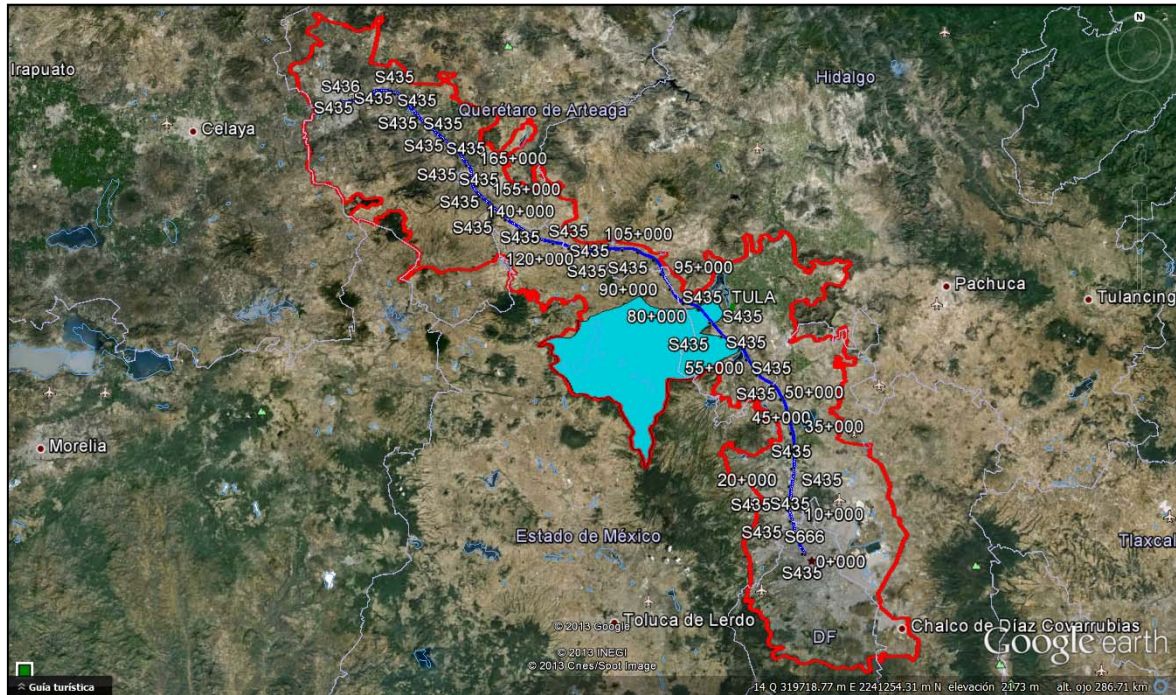 N
Irapuato
S435
Hidalgo
S436
S435
S435
S435
Querétaro de Arteaga
Celaya
S435
S435
S435
S435
165+000
S435
S435
155+000
S435
140+000
S435
S435
S435
105+000
S435
120+000
S435
S435
95+000
Pachuca
90+000
S435
TULA
Tulancing
80+000
S435
S435
S435
55+000
S435
S435
50+000
45+000
35+000
Morelia
S435
20+000
S435
S435
S435
10+000
S435
S666
Estado de México
Tlaxcal
0+000
S435
Toluca de Lerdo
© 2013 Google
Chalco de Díaz Covarrubias
DF
Google earth
© 2013 INEGI
© 2013 Cnes/Spot Image
Guía turística
14 Q 319718.77 m E 2241254.31 m N elevación 2173 m alt. ojo 286.71 km